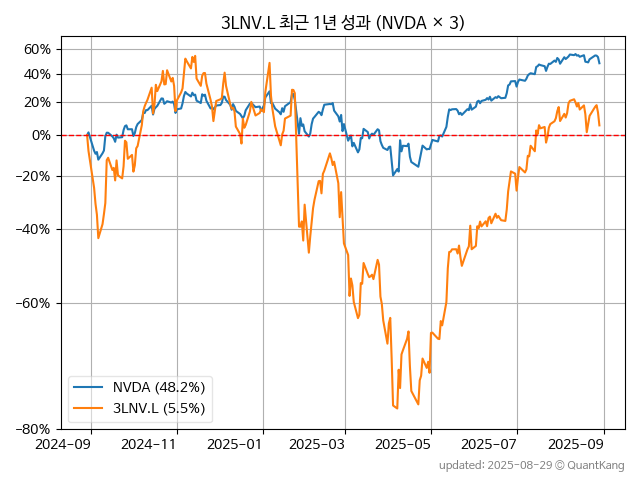 3LNV.L 최근 1년 성과 (NVDA × 3)
60%
40%
20%
0%
−20%
−40%
−60%
−80%
NVDA (48.2%)
3LNV.L (5.5%)
2024-09 2024-11 2025-01 2025-03 2025-05 2025-07 2025-09
updated: 2025-08-29 © QuantKang